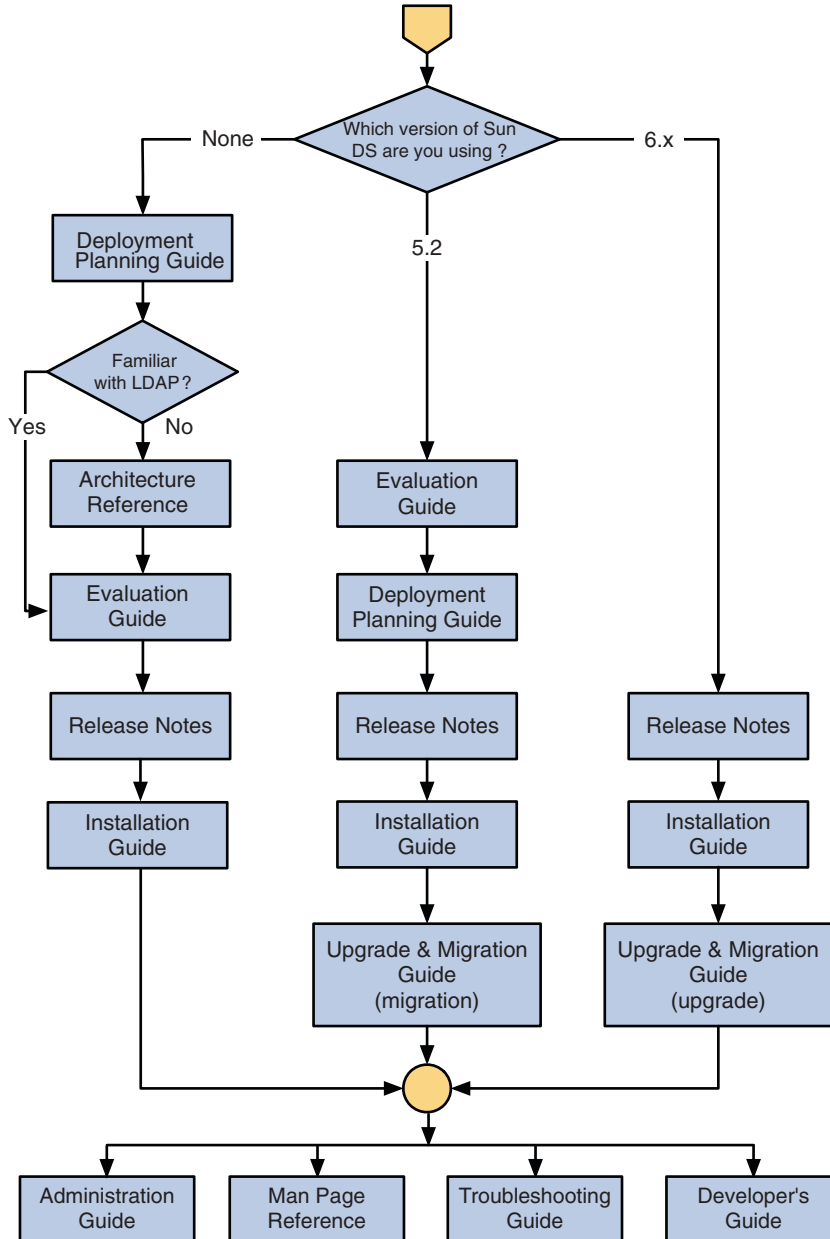 Which version of Sun
DS are you using ?
None
6.x
5.2
Deployment
Planning Guide
Familiar
with LDAP?
Yes
No
Architecture
Reference
Evaluation
Guide
Evaluation
Guide
Deployment
Planning Guide
Release Notes
Release Notes
Release Notes
Installation
Guide
Installation
Guide
Installation
Guide
Upgrade & Migration
Guide
(migration)
Upgrade & Migration
Guide
(upgrade)
Administration
Guide
Man Page
Reference
Troubleshooting
Guide
Developer's
Guide